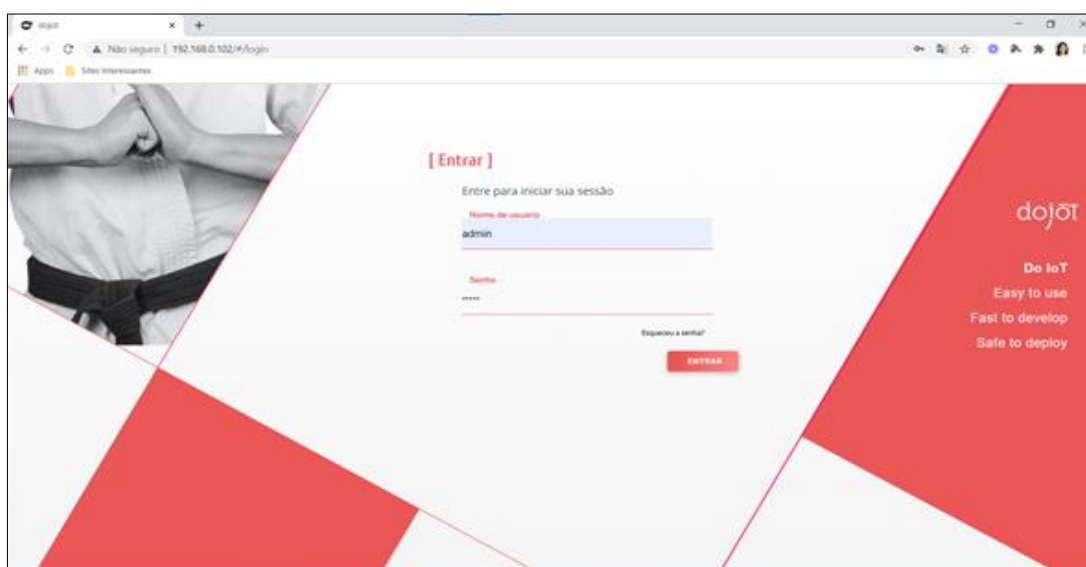 dojot
Não seguro | 192.168.0.102/#/login
Apps Sites Interessantes
[ Entrar ]
Entre para iniciar sua sessão
Nome de usuário
admin
Senha
•••••
Esqueceu a senha?
ENTRAR
dojot
Do IoT
Easy to use
Fast to develop
Safe to deploy